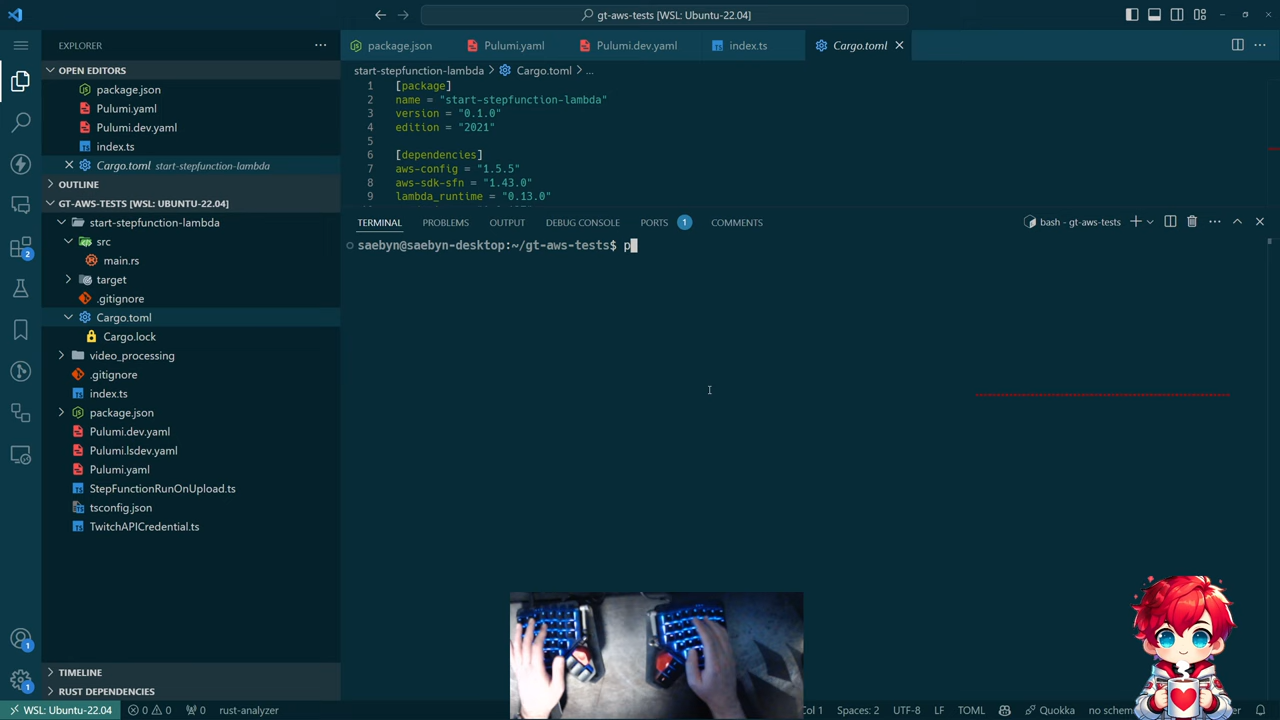 gt-aws-tests [WSL: Ubuntu-22.04]
EXPLORER
OPEN EDITORS
package.json
Pulumi.yaml
Pulumi.dev.yaml
index.ts
Cargo.toml start-stepfunction-lambda
OUTLINE
GT-AWS-TESTS [WSL: UBUNTU-22.04]
start-stepfunction-lambda
src
main.rs
target
.gitignore
Cargo.toml
Cargo.lock
video_processing
.gitignore
index.ts
package.json
Pulumi.dev.yaml
Pulumi.lsdev.yaml
Pulumi.yaml
StepFunctionRunOnUpload.ts
tsconfig.json
TwitchAPICredential.ts
TIMELINE
RUST DEPENDENCIES
2
1
1
package.json
Pulumi.yaml
Pulumi.dev.yaml
index.ts
Cargo.toml
start-stepfunction-lambda > Cargo.toml > ...
1 [package]
2 name = "start-stepfunction-lambda"
3 version = "0.1.0"
4 edition = "2021"
5
6 [dependencies]
7 aws-config = "1.5.5"
8 aws-sdk-sfn = "1.43.0"
9 lambda_runtime = "0.13.0"
TERMINAL PROBLEMS OUTPUT DEBUG CONSOLE PORTS 1 COMMENTS
bash - gt-aws-tests
saebyn@saebyn-desktop:~/gt-aws-tests$ p
WSL: Ubuntu-22.04 0 0 rust-analyzer
Col 1 Spaces: 2 UTF-8 LF TOML Quokka